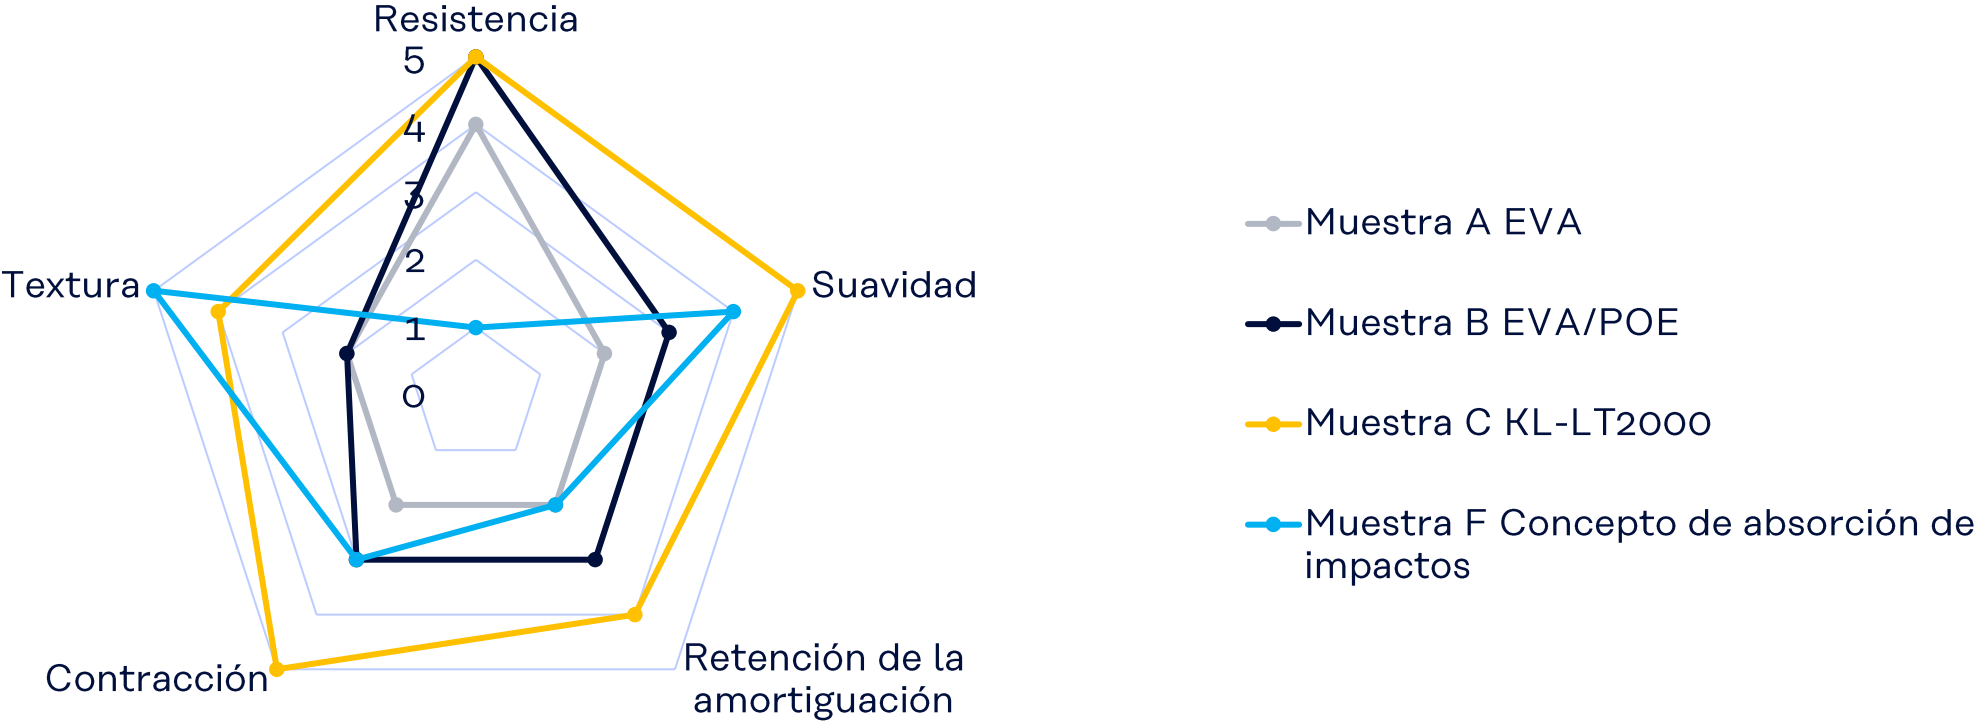 Resistencia
5
4
3
2
1
0
Textura
Suavidad
Contracción
Retención de la
amortiguación
Muestra A EVA
Muestra B EVA/POE
Muestra C KL-LT2000
Muestra F Concepto de absorción de
impactos